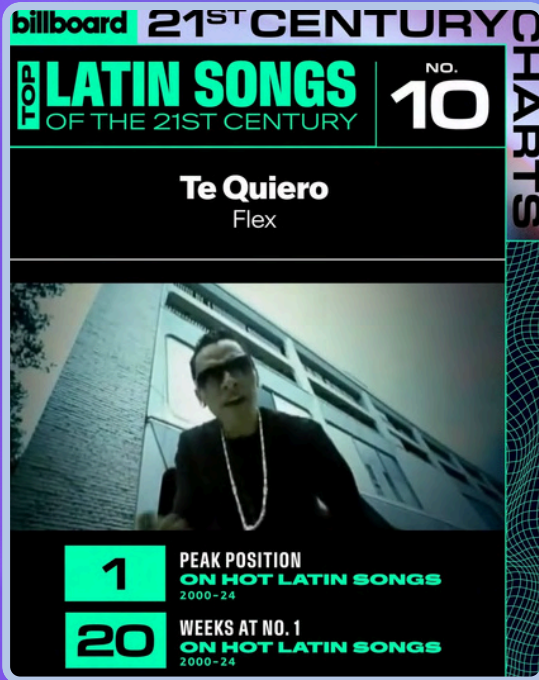 billboard 21ST CENTURY CHARTS
TOP LATIN SONGS
OF THE 21ST CENTURY
NO.
10
Te Quiero
Flex
1
PEAK POSITION
ON HOT LATIN SONGS
2000-24
20
WEEKS AT NO. 1
ON HOT LATIN SONGS
2000-24